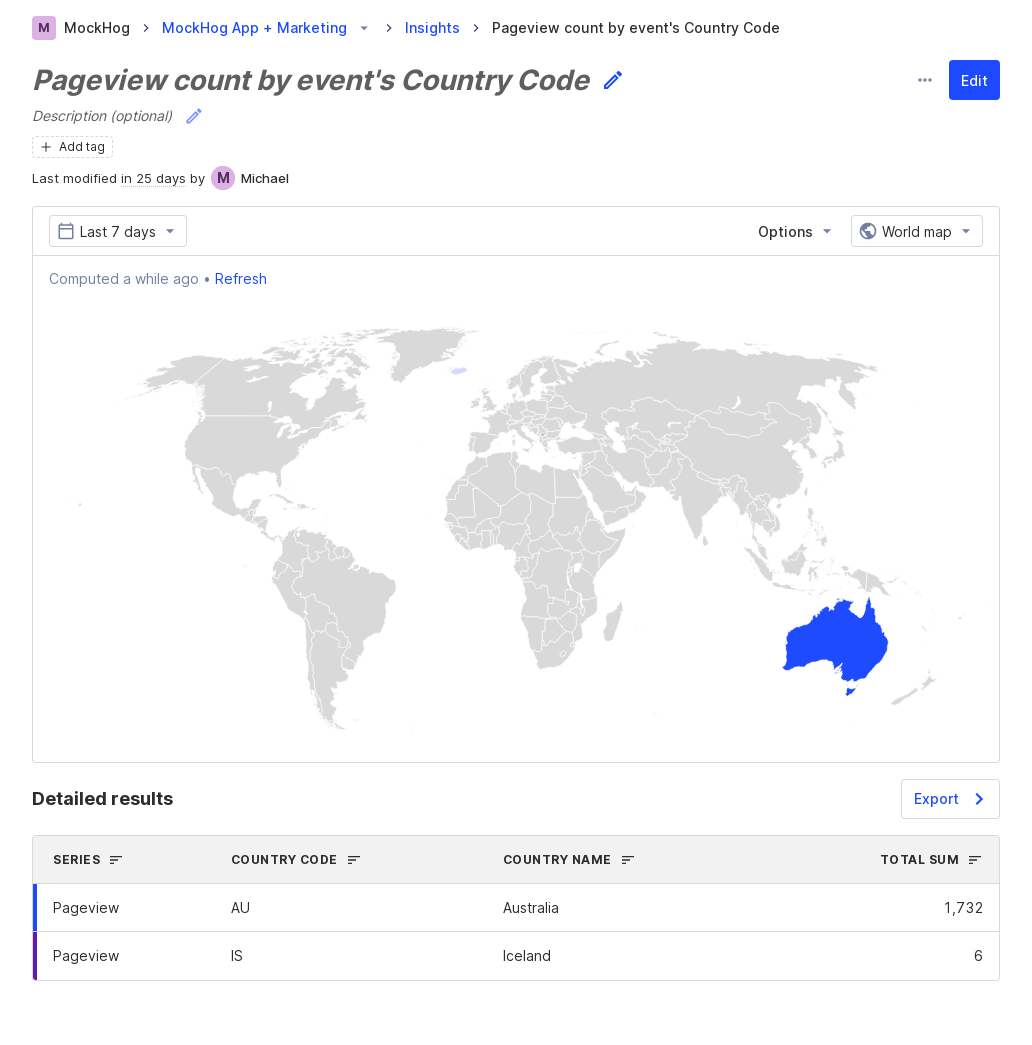 M MockHog MockHog App + Marketing Insights Pageview count by event's Country Code
Pageview count by event's Country Code
Edit
Description (optional)
Add tag
Last modified in 25 days by M Michael
Last 7 days Options World map
Computed a while ago • Refresh
Detailed results
Export
SERIES COUNTRY CODE COUNTRY NAME TOTAL SUM
Pageview AU Australia 1,732
Pageview IS Iceland 6